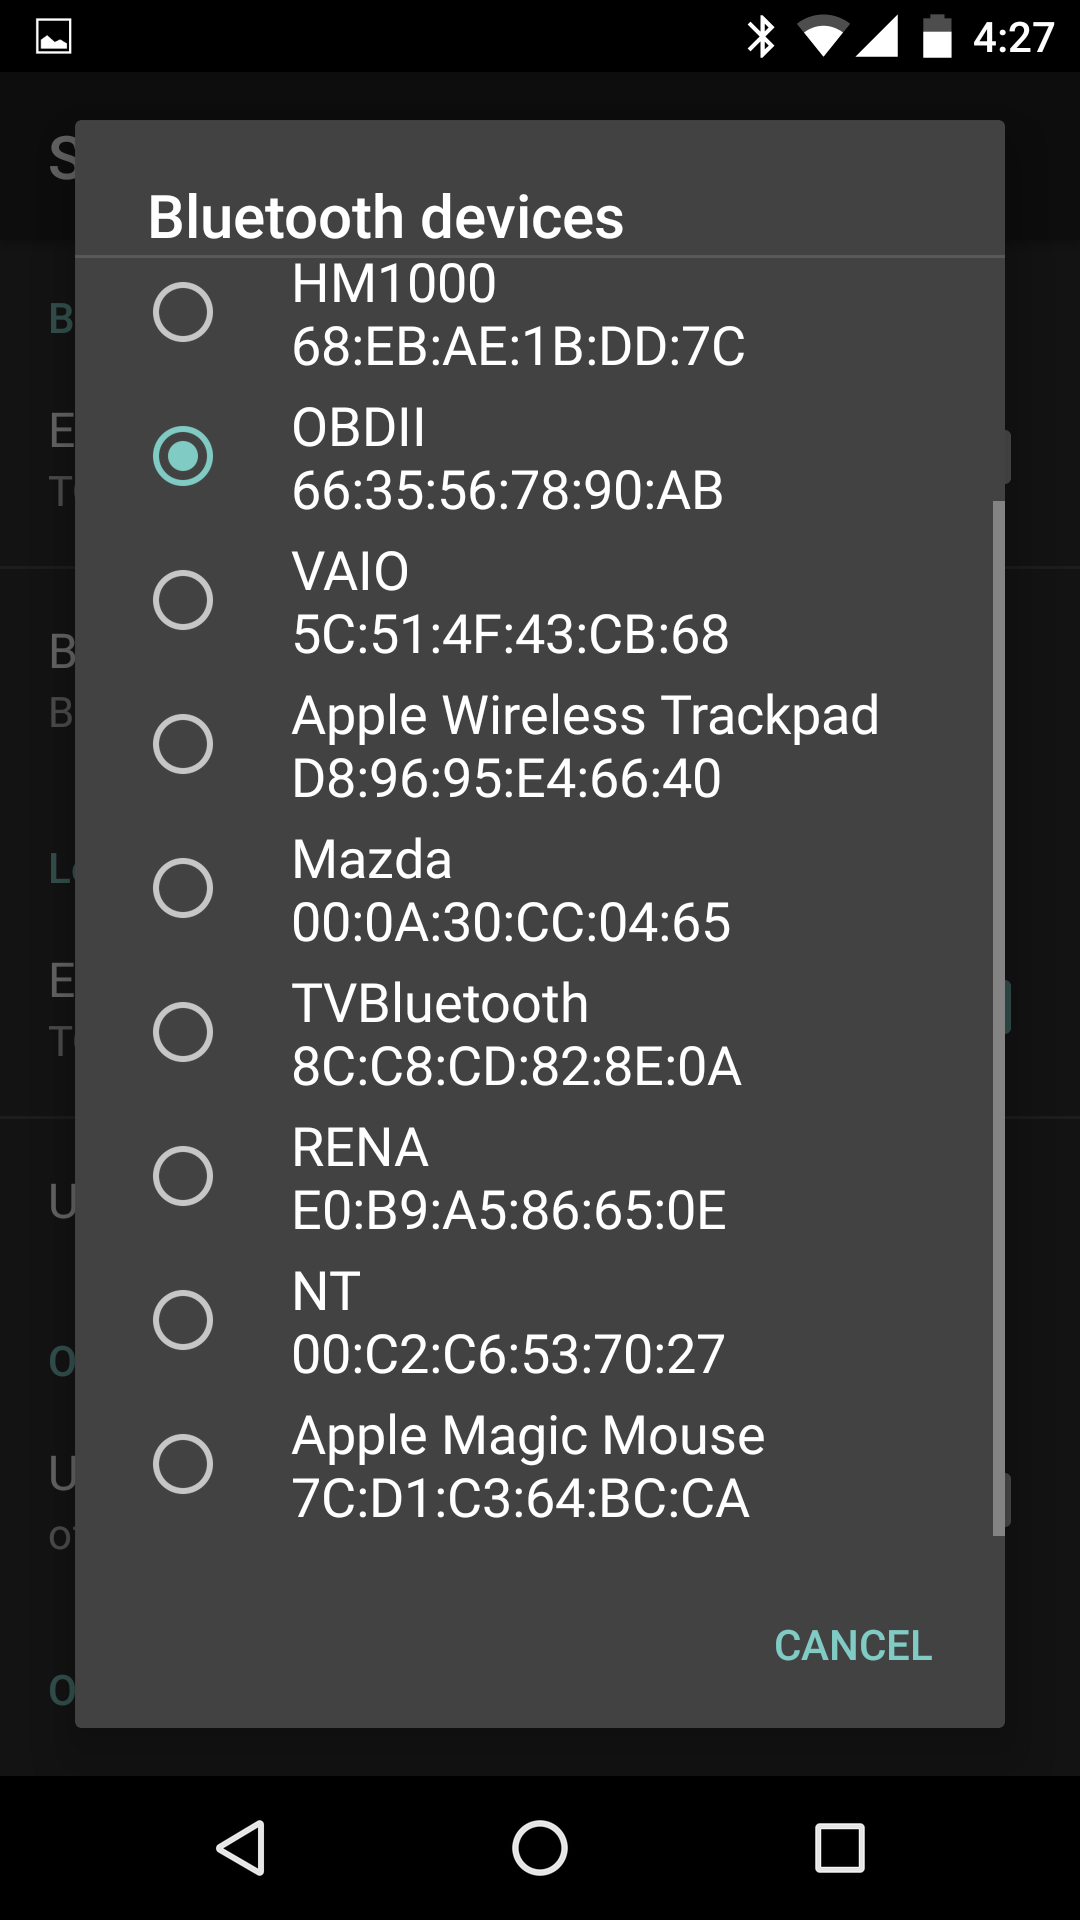 4:27
S
Bluetooth devices
HM1000
68:EB:AE:1B:DD:7C
B
OBDII
66:35:56:78:90:AB
E
T
VAIO
5C:51:4F:43:CB:68
B
B
Apple Wireless Trackpad
D8:96:95:E4:66:40
Mazda
00:0A:30:CC:04:65
L
E
TVBluetooth
8C:C8:CD:82:8E:0A
T
RENA
E0:B9:A5:86:65:0E
U
NT
00:C2:C6:53:70:27
O
Apple Magic Mouse
7C:D1:C3:64:BC:CA
U
o
CANCEL
O